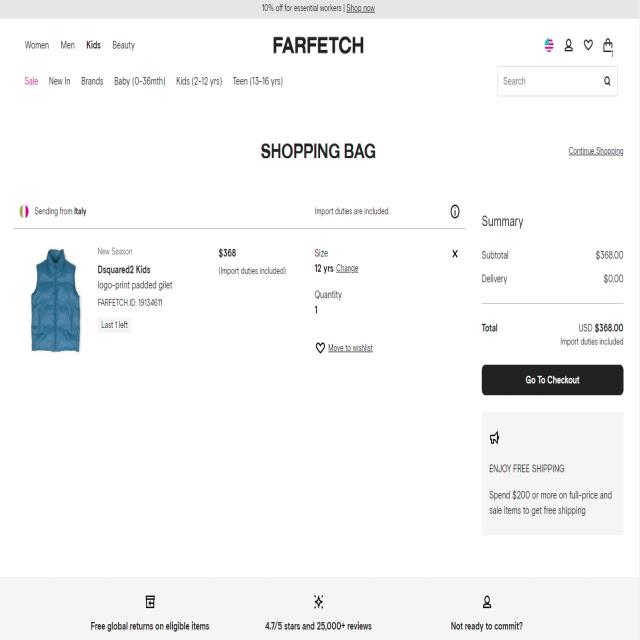 10% off for essential workers | Shop now
Women Men Kids Beauty
FARFETCH
Sale New In Brands Baby (0-36mth) Kids (2-12 yrs) Teen (13-16 yrs)
Search
SHOPPING BAG
Continue Shopping
Sending from Italy
Import duties are included.
New Season
Dsquared2 Kids
logo-print padded gilet
FARFETCH ID: 19134611
Last 1 left
$368
(Import duties included)
Size
12 yrs Change
Quantity
1
Move to wishlist
Summary
Subtotal $368.00
Delivery $0.00
Total USD $368.00
Import duties included
Go To Checkout
ENJOY FREE SHIPPING
Spend $200 or more on full-price and
sale items to get free shipping
Free global returns on eligible items
4.7/5 stars and 25,000+ reviews
Not ready to commit?